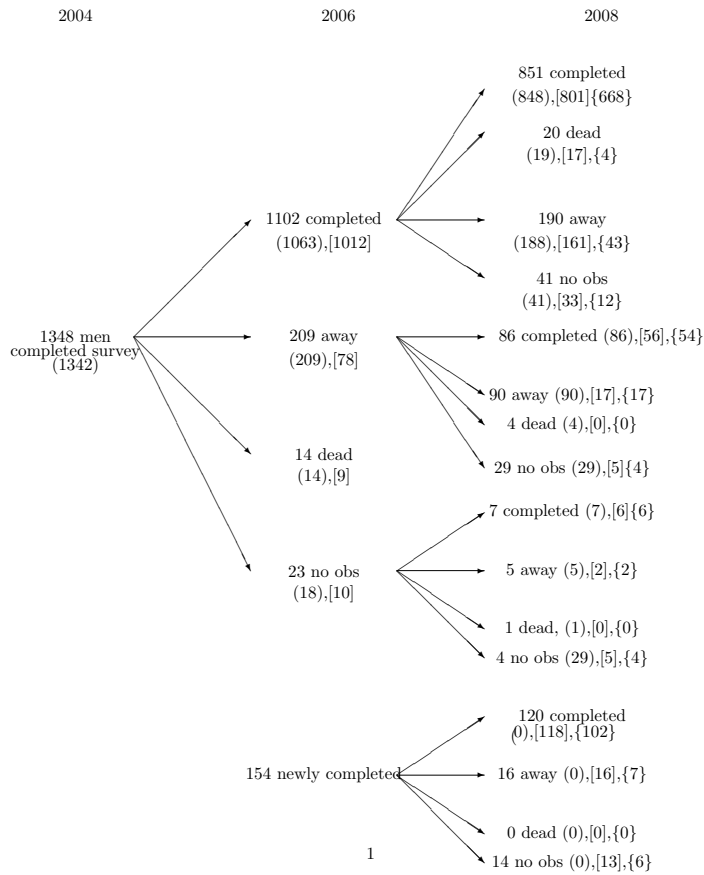 2004
2006
2008
851 completed
(848),[801]{668}
20 dead
(19),[17],{4}
1102 completed
(1063),[1012]
190 away
(188),[161],{43}
41 no obs
(41),[33],{12}
1348 men
completed survey
(1342)
209 away
(209),[78]
86 completed (86),[56],{54}
90 away (90),[17],{17}
4 dead (4),[0],{0}
14 dead
(14),[9]
29 no obs (29),[5]{4}
7 completed (7),[6]{6}
23 no obs
(18),[10]
5 away (5),[2],{2}
1 dead, (1),[0],{0}
4 no obs (29),[5],{4}
120 completed
(0),[118],{102}
154 newly completed
16 away (0),[16],{7}
0 dead (0),[0],{0}
14 no obs (0),[13],{6}
1